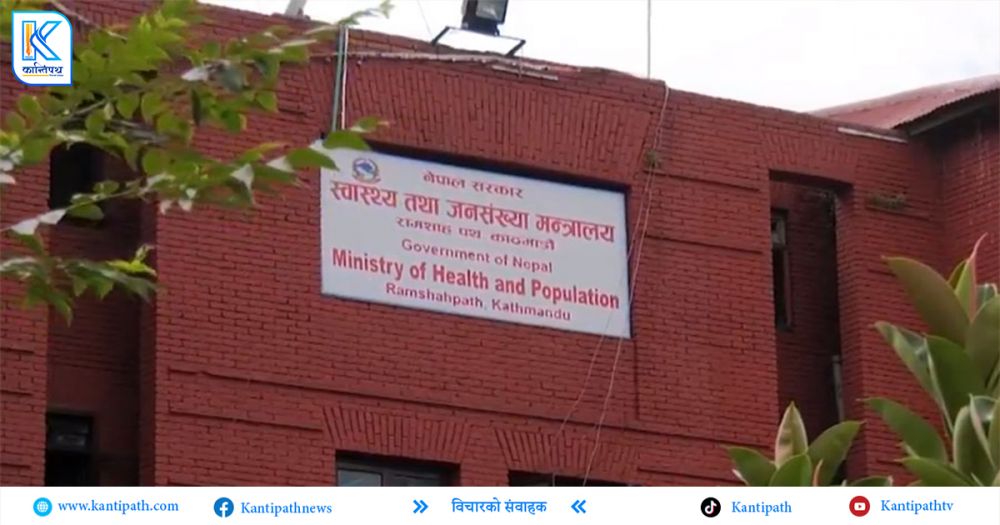 K
कान्तिपथ
नेपाल सरकार
स्वास्थ्य तथा जनसंख्या मन्त्रालय
रामशाह पथ, काठमाडौं
Government of Nepal
Ministry of Health and Population
Ramshahpath, Kathmandu
www.kantipath.com Kantipathnews विचारको संवाहक Kantipath Kantipathtv